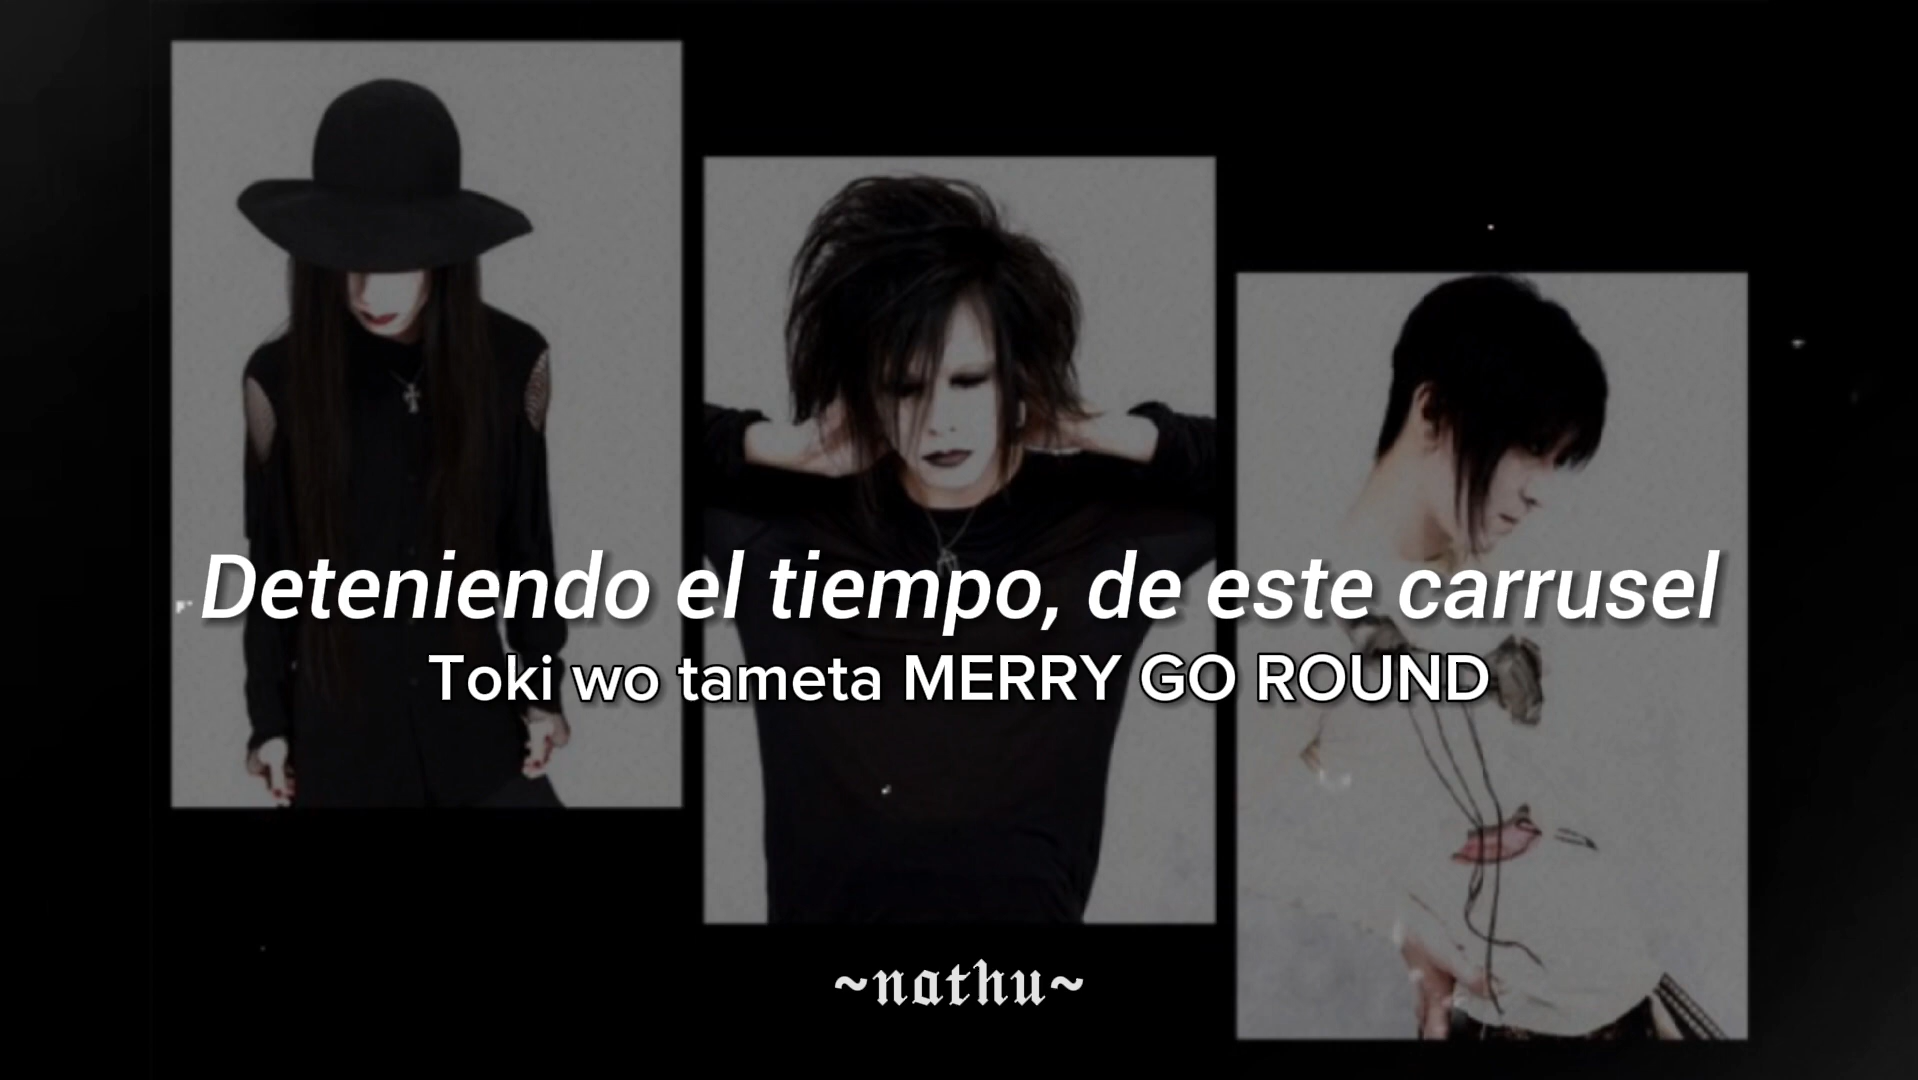 Deteniendo el tiempo, de este carrusel
Toki wo tameta MERRY GO ROUND
~nathu~